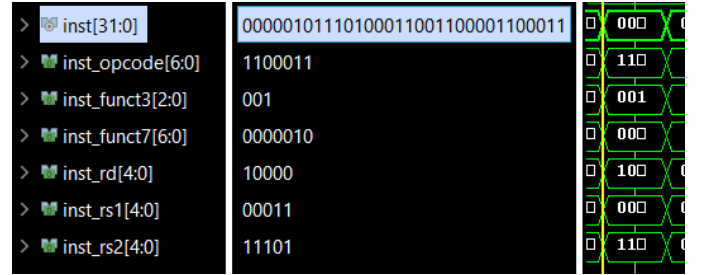 inst[31:0] 00000101110100011001100001100011 00
inst_opcode[6:0] 1100011 11
inst_funct3[2:0] 001 001
inst_funct7[6:0] 0000010 00
inst_rd[4:0] 10000 10
inst_rs1[4:0] 00011 00
inst_rs2[4:0] 11101 11